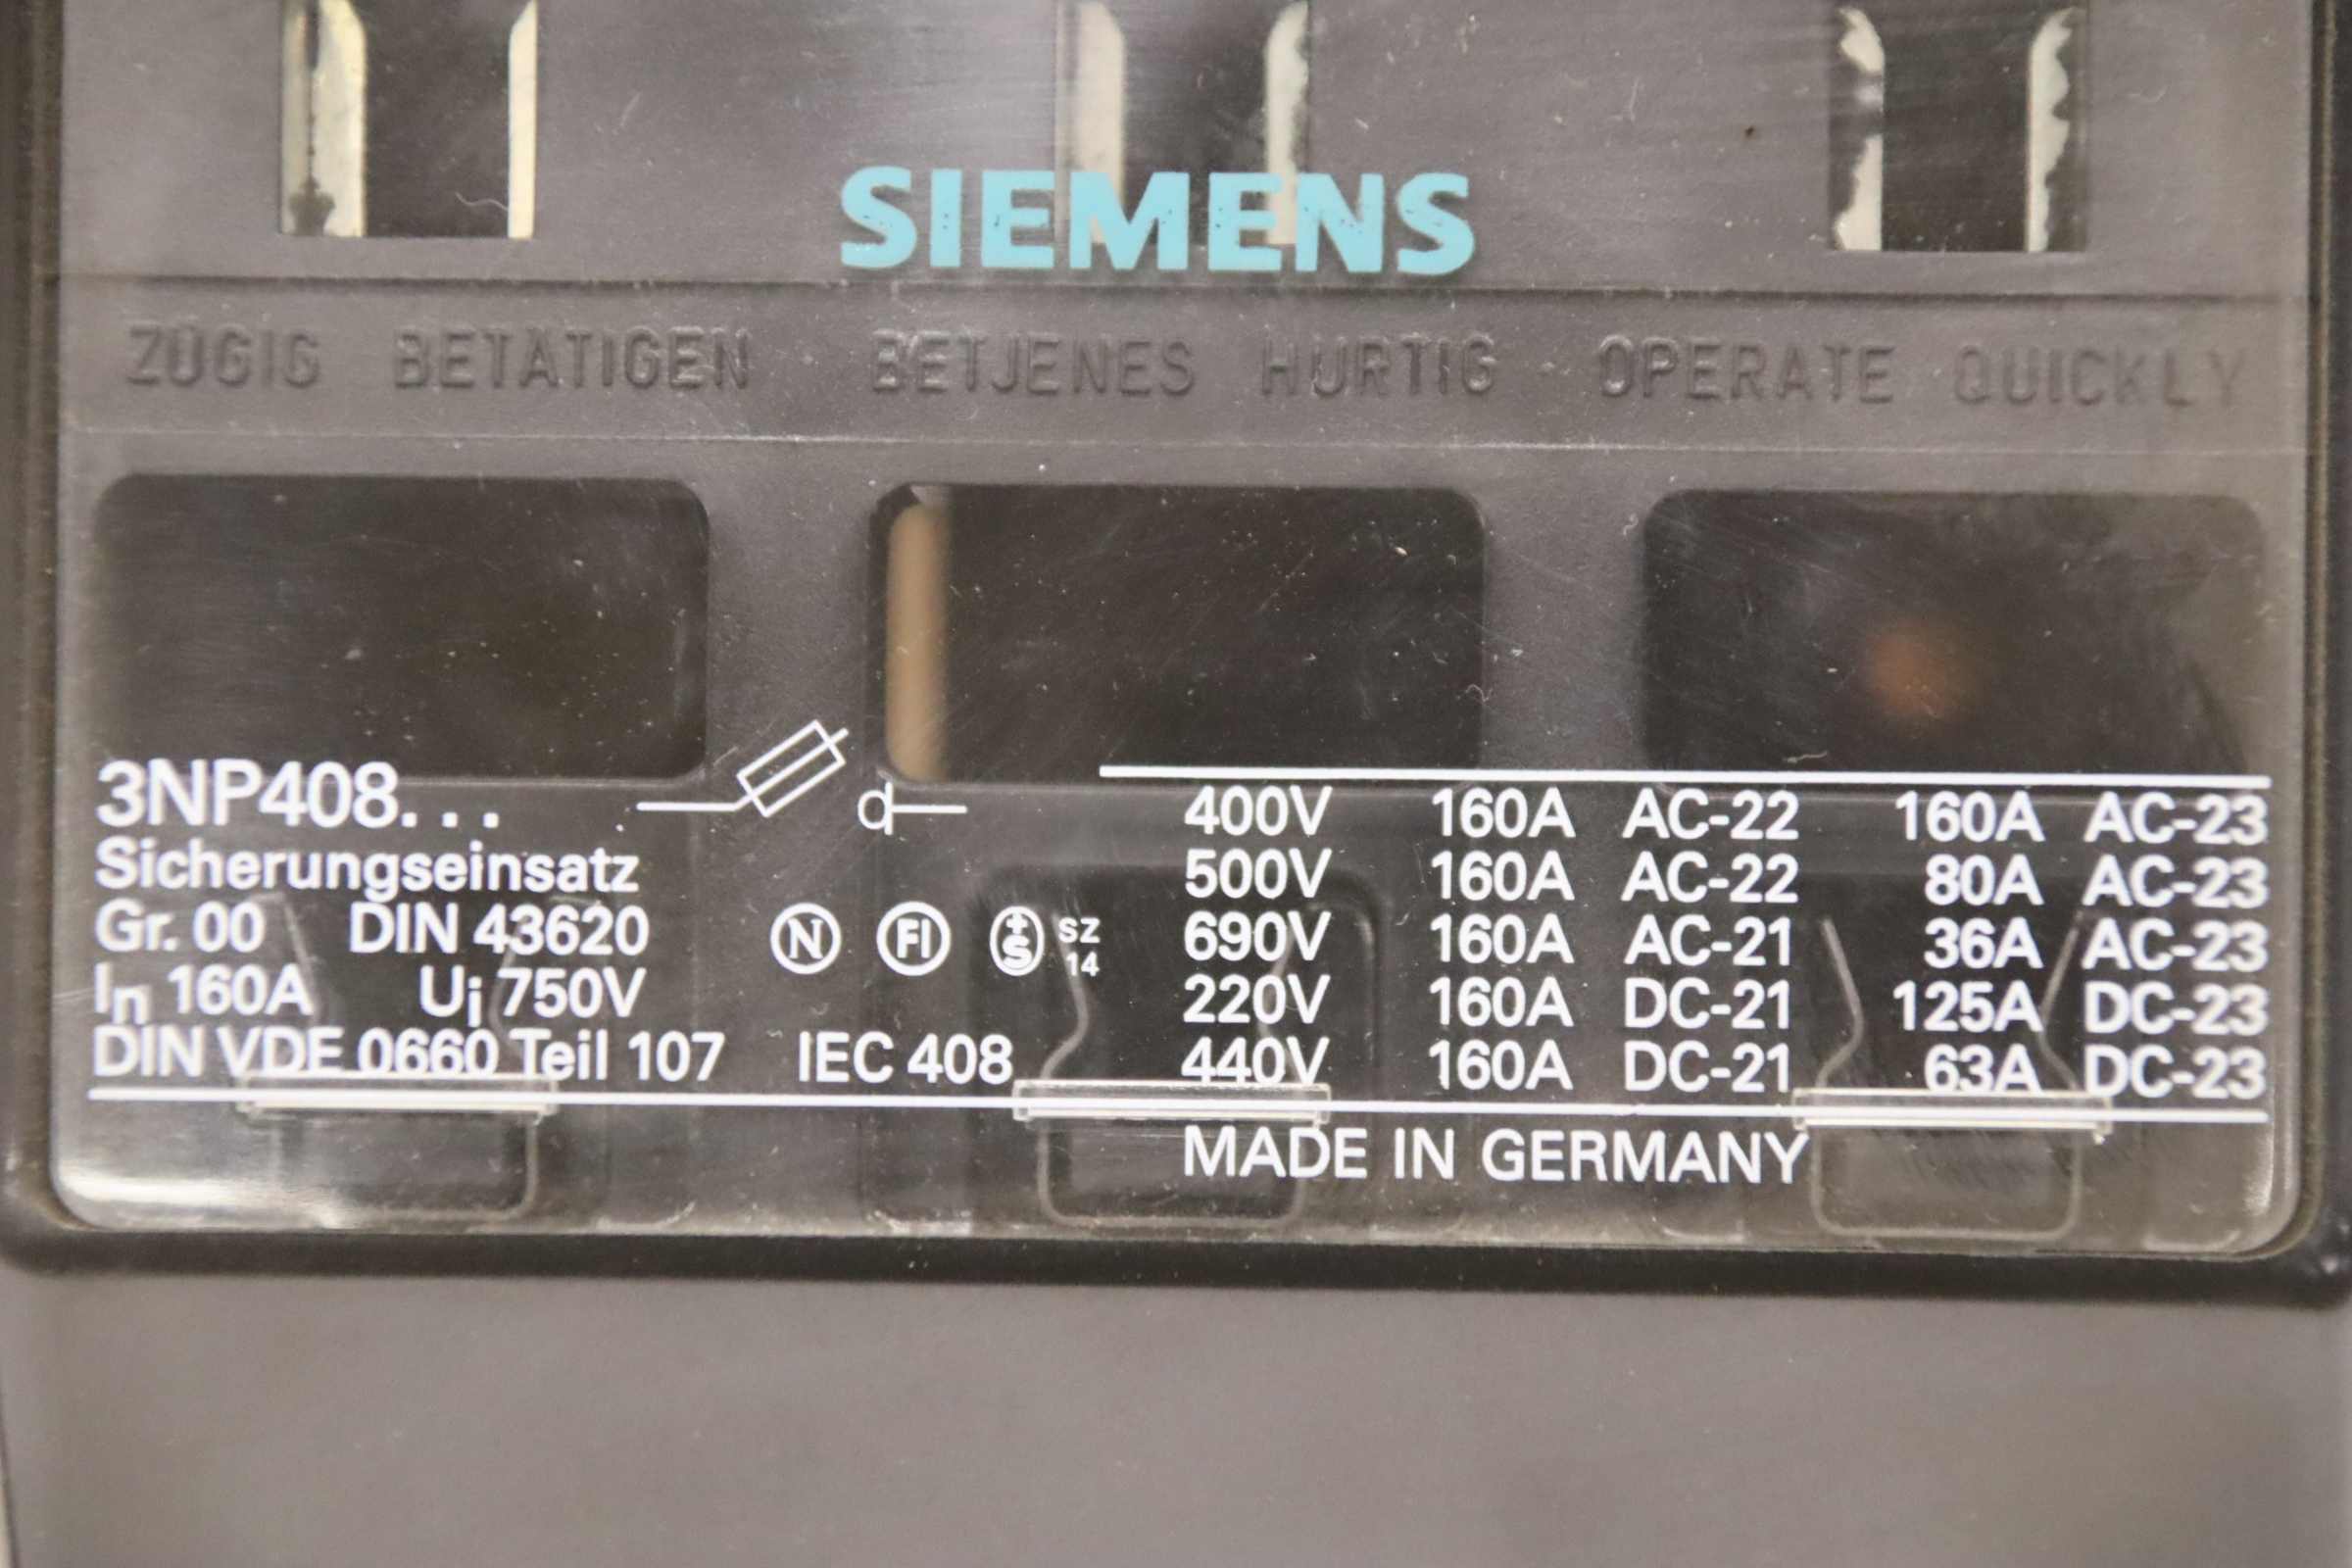 SIEMENS
ZÜGIG BETÄTIGEN BETJENES HURTIG · OPERATE QUICKLY
3NP408...
Sicherungseinsatz
Gr. 00 DIN 43620
In 160A Ui 750V
DIN VDE 0660 Teil 107 IEC 408
N FI +S SZ 14
400V 160A AC-22 160A AC-23
500V 160A AC-22 80A AC-23
690V 160A AC-21 36A AC-23
220V 160A DC-21 125A DC-23
440V 160A DC-21 63A DC-23
MADE IN GERMANY